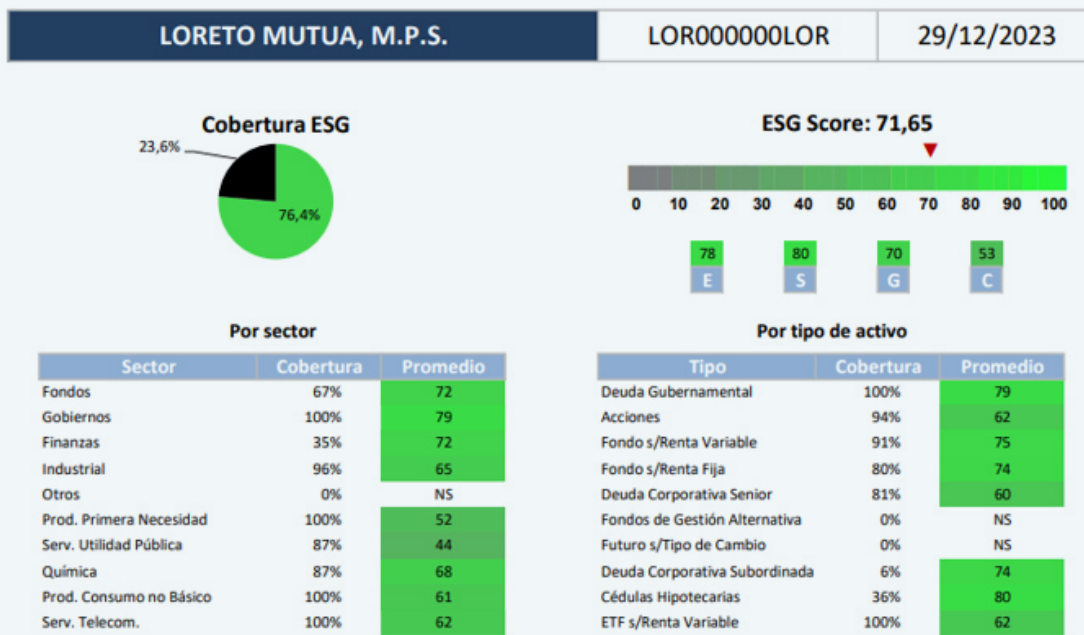 LORETO MUTUA, M.P.S. LOR000000LOR 29/12/2023
Cobertura ESG
23,6%
76,4%
ESG Score: 71,65
0 10 20 30 40 50 60 70 80 90 100
78 80 70 53
E S G C
Por sector
Sector Cobertura Promedio
Fondos 67% 72
Gobiernos 100% 79
Finanzas 35% 72
Industrial 96% 65
Otros 0% NS
Prod. Primera Necesidad 100% 52
Serv. Utilidad Pública 87% 44
Química 87% 68
Prod. Consumo no Básico 100% 61
Serv. Telecom. 100% 62
Por tipo de activo
Tipo Cobertura Promedio
Deuda Gubernamental 100% 79
Acciones 94% 62
Fondo s/Renta Variable 91% 75
Fondo s/Renta Fija 80% 74
Deuda Corporativa Senior 81% 60
Fondos de Gestión Alternativa 0% NS
Futuro s/Tipo de Cambio 0% NS
Deuda Corporativa Subordinada 6% 74
Cédulas Hipotecarias 36% 80
ETF s/Renta Variable 100% 62